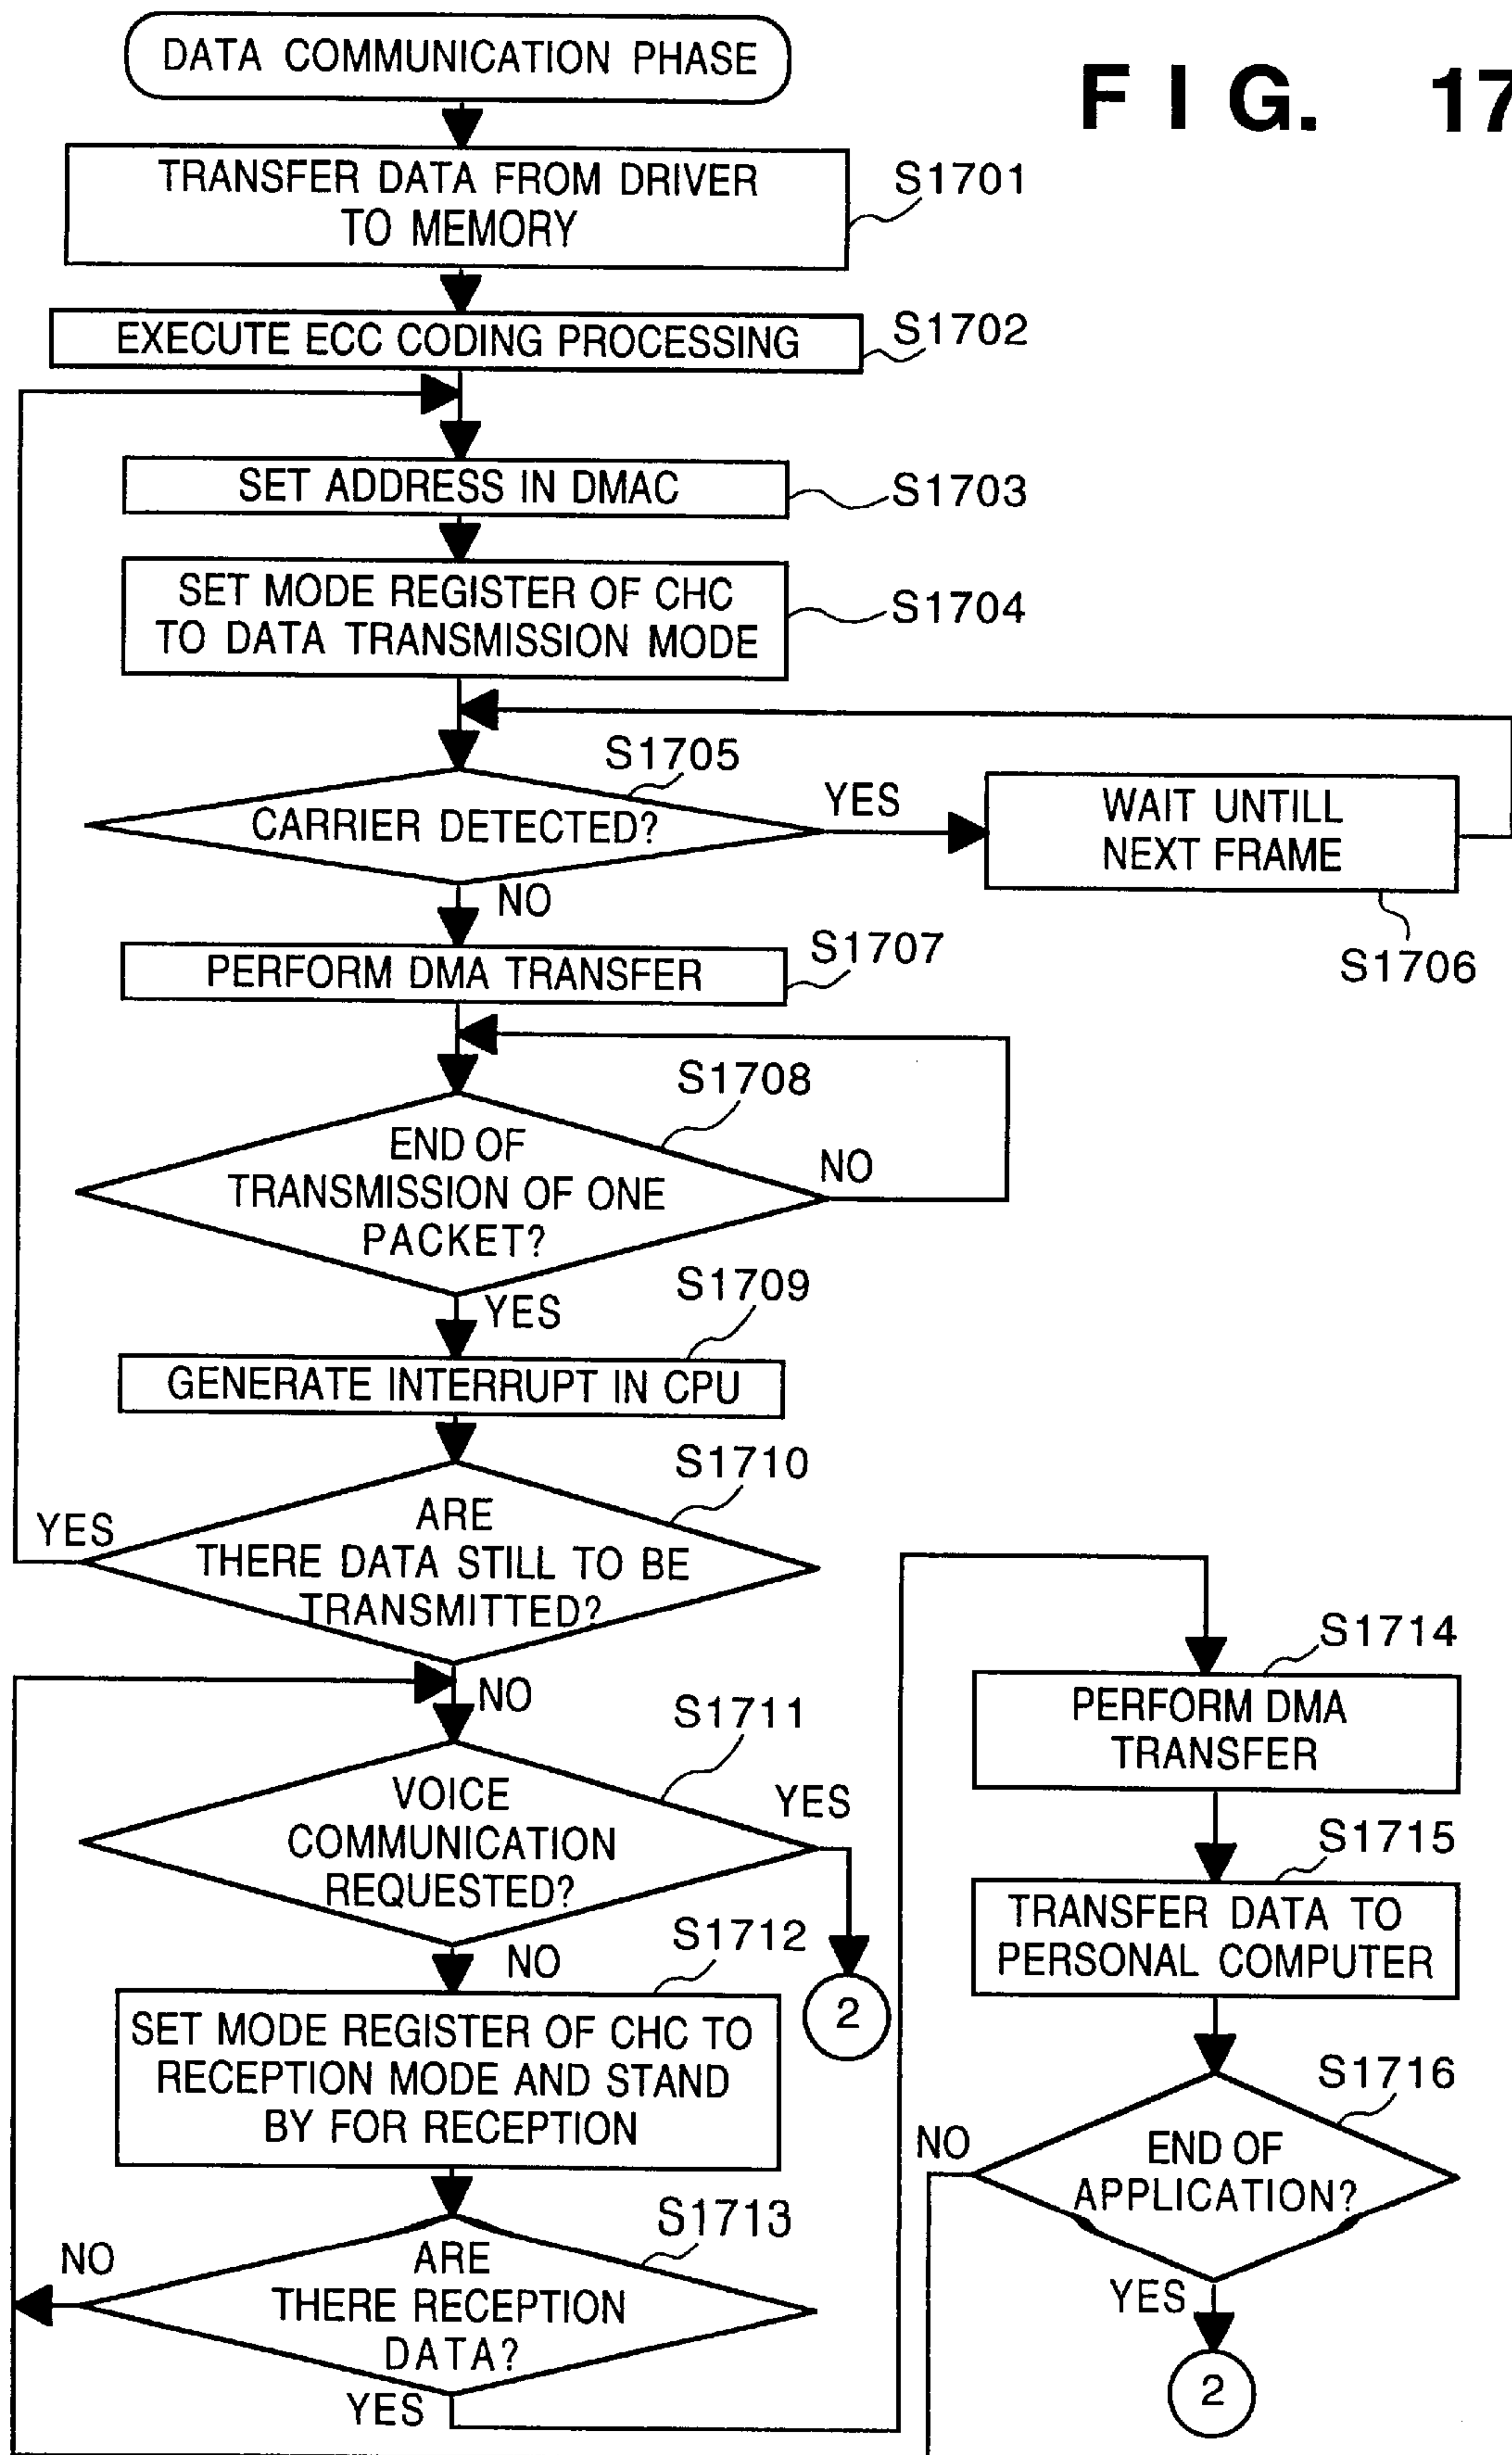 FIG. 17
DATA COMMUNICATION PHASE
TRANSFER DATA FROM DRIVER
TO MEMORY
S1701
EXECUTE ECC CODING PROCESSING
S1702
SET ADDRESS IN DMAC
S1703
SET MODE REGISTER OF CHC
TO DATA TRANSMISSION MODE
S1704
S1705
CARRIER DETECTED?
YES
WAIT UNTILL
NEXT FRAME
S1706
NO
PERFORM DMA TRANSFER
S1707
S1708
END OF
TRANSMISSION OF ONE
PACKET?
NO
YES
S1709
GENERATE INTERRUPT IN CPU
S1710
ARE
THERE DATA STILL TO BE
TRANSMITTED?
YES
NO
S1711
VOICE
COMMUNICATION
REQUESTED?
YES
2
NO
S1712
SET MODE REGISTER OF CHC TO
RECEPTION MODE AND STAND
BY FOR RECEPTION
S1713
ARE
THERE RECEPTION
DATA?
NO
YES
S1714
PERFORM DMA
TRANSFER
S1715
TRANSFER DATA TO
PERSONAL COMPUTER
S1716
END OF
APPLICATION?
NO
YES
2